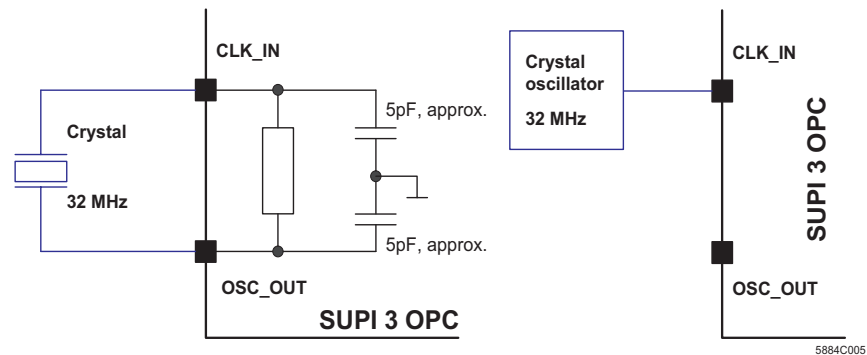 CLK_IN
Crystal
32 MHz
5pF, approx.
5pF, approx.
OSC_OUT
SUPI 3 OPC
Crystal
oscillator
32 MHz
CLK_IN
SUPI 3 OPC
OSC_OUT
5884C005